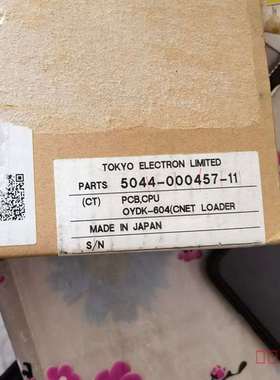 TOKYO ELECTRON LIMITED
PARTS 5044-000457-11
(CT) PCB,CPU
OYDK-604(CNET LOADER
MADE IN JAPAN
S/N